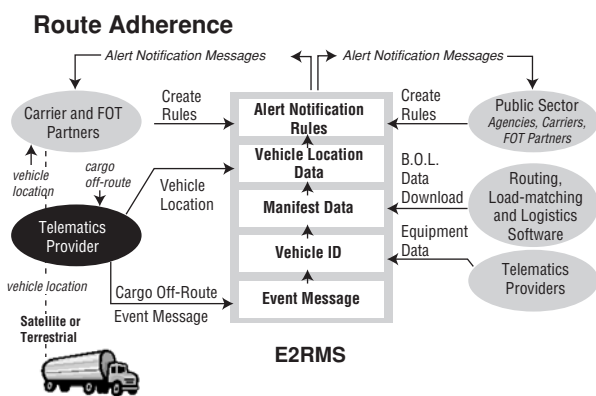 Route Adherence
Alert Notification Messages
Alert Notification Messages
Carrier and FOT
Partners
Create
Rules
Alert Notification
Rules
Create
Rules
Public Sector
Agencies, Carriers,
FOT Partners
vehicle
location
cargo
off-route
Vehicle
Location
Vehicle Location
Data
B.O.L.
Data
Download
Routing,
Load-matching
and Logistics
Software
Manifest Data
Telematics
Provider
Vehicle ID
Equipment
Data
Telematics
Providers
vehicle location
Cargo Off-Route
Event Message
Event Message
Satellite or
Terrestrial
E2RMS